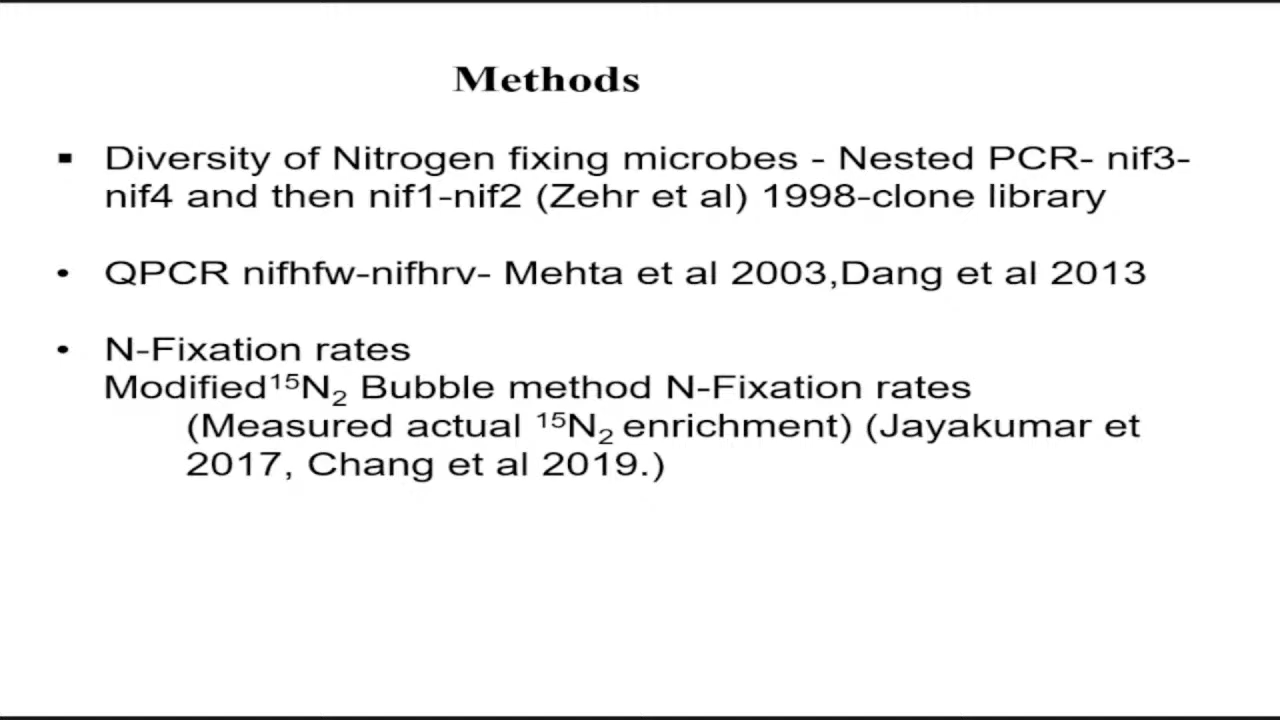 Methods
▪ Diversity of Nitrogen fixing microbes - Nested PCR- nif3-
nif4 and then nif1-nif2 (Zehr et al) 1998-clone library
• QPCR nifhfw-nifhrv- Mehta et al 2003,Dang et al 2013
• N-Fixation rates
Modified¹⁵N₂ Bubble method N-Fixation rates
(Measured actual ¹⁵N₂ enrichment) (Jayakumar et
2017, Chang et al 2019.)